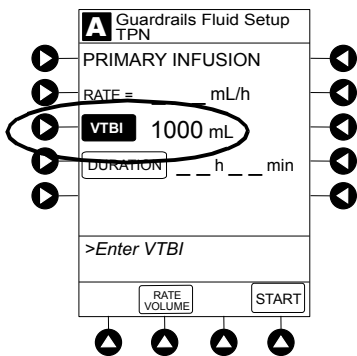 A Guardrails Fluid Setup
TPN
PRIMARY INFUSION
RATE = _ _ _ _ mL/h
VTBI 1000 mL
DURATION _ _ h _ _ min
>Enter VTBI
RATE
VOLUME
START